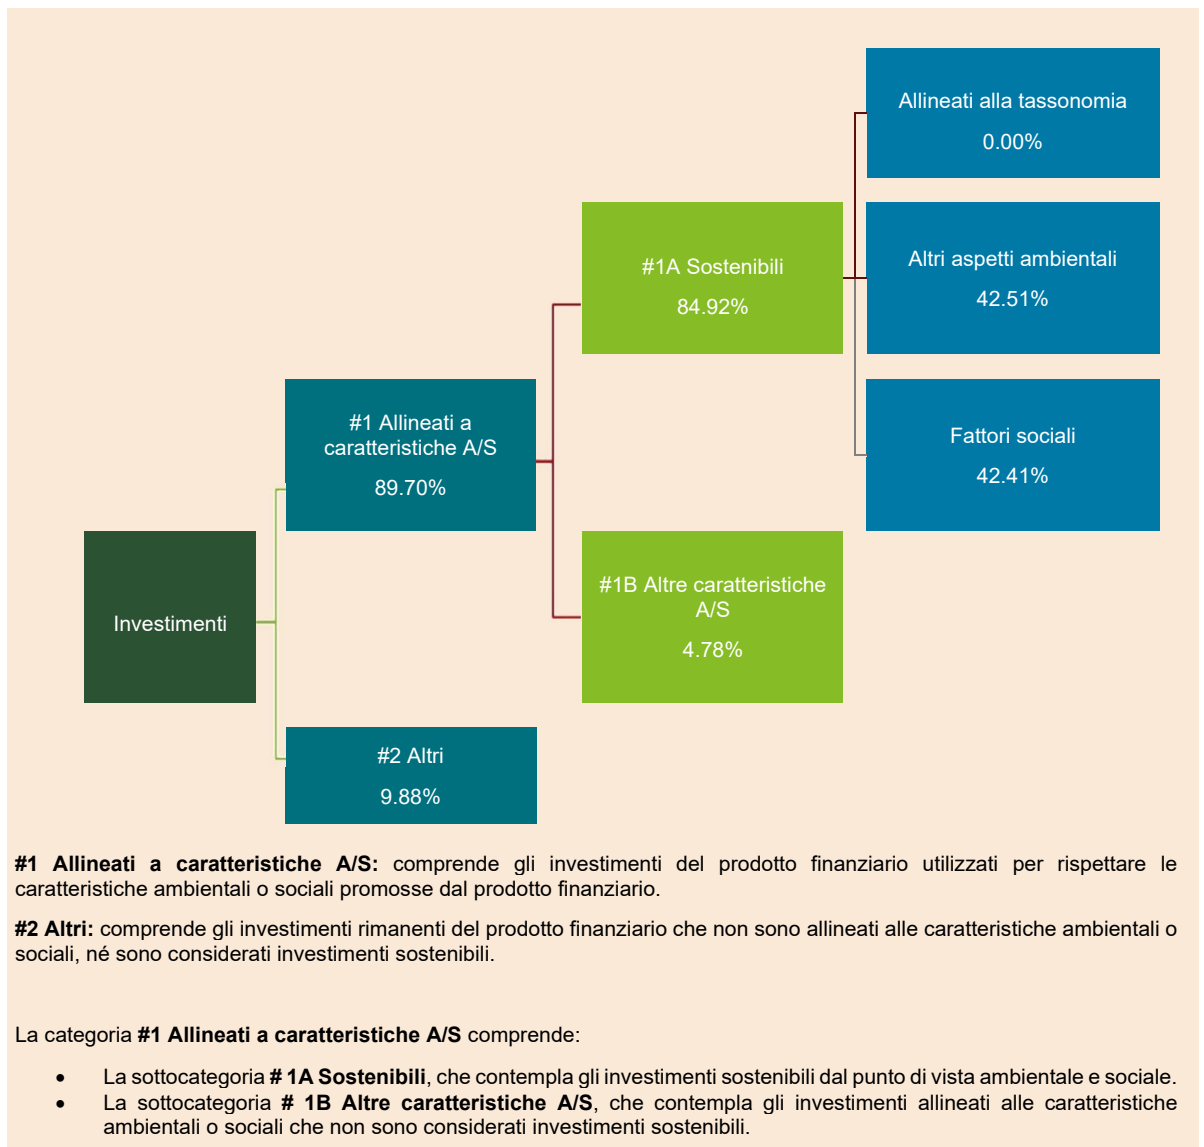 Allineati alla tassonomia
0.00%
#1A Sostenibili
84.92%
Altri aspetti ambientali
42.51%
#1 Allineati a
caratteristiche A/S
89.70%
Fattori sociali
42.41%
Investimenti
#1B Altre caratteristiche
A/S
4.78%
#2 Altri
9.88%
#1 Allineati a caratteristiche A/S: comprende gli investimenti del prodotto finanziario utilizzati per rispettare le
caratteristiche ambientali o sociali promosse dal prodotto finanziario.
#2 Altri: comprende gli investimenti rimanenti del prodotto finanziario che non sono allineati alle caratteristiche ambientali o
sociali, né sono considerati investimenti sostenibili.
La categoria #1 Allineati a caratteristiche A/S comprende:
• La sottocategoria # 1A Sostenibili, che contempla gli investimenti sostenibili dal punto di vista ambientale e sociale.
• La sottocategoria # 1B Altre caratteristiche A/S, che contempla gli investimenti allineati alle caratteristiche
ambientali o sociali che non sono considerati investimenti sostenibili.